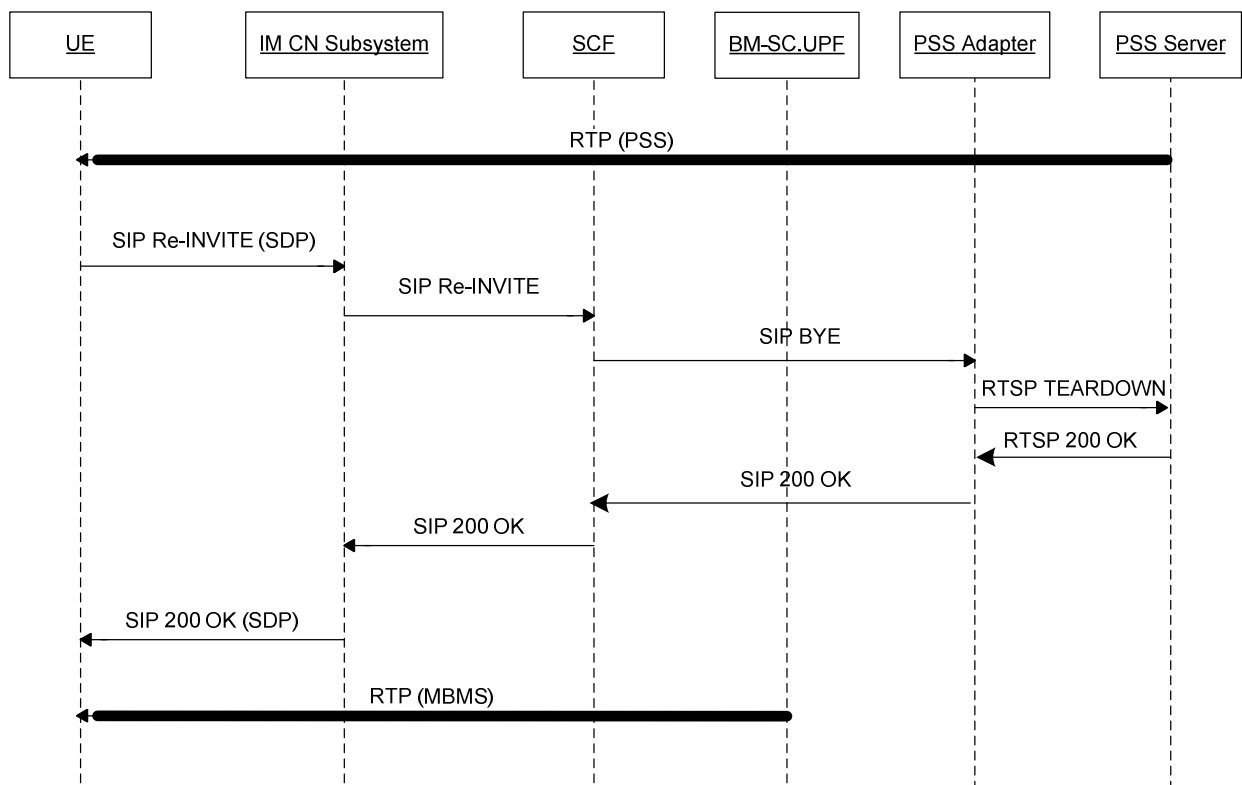 UE
IM CN Subsystem
SCF
BM-SC.UPF
PSS Adapter
PSS Server
RTP (PSS)
SIP Re-INVITE (SDP)
SIP Re-INVITE
SIP BYE
RTSP TEARDOWN
RTSP 200 OK
SIP 200 OK
SIP 200 OK
SIP 200 OK (SDP)
RTP (MBMS)